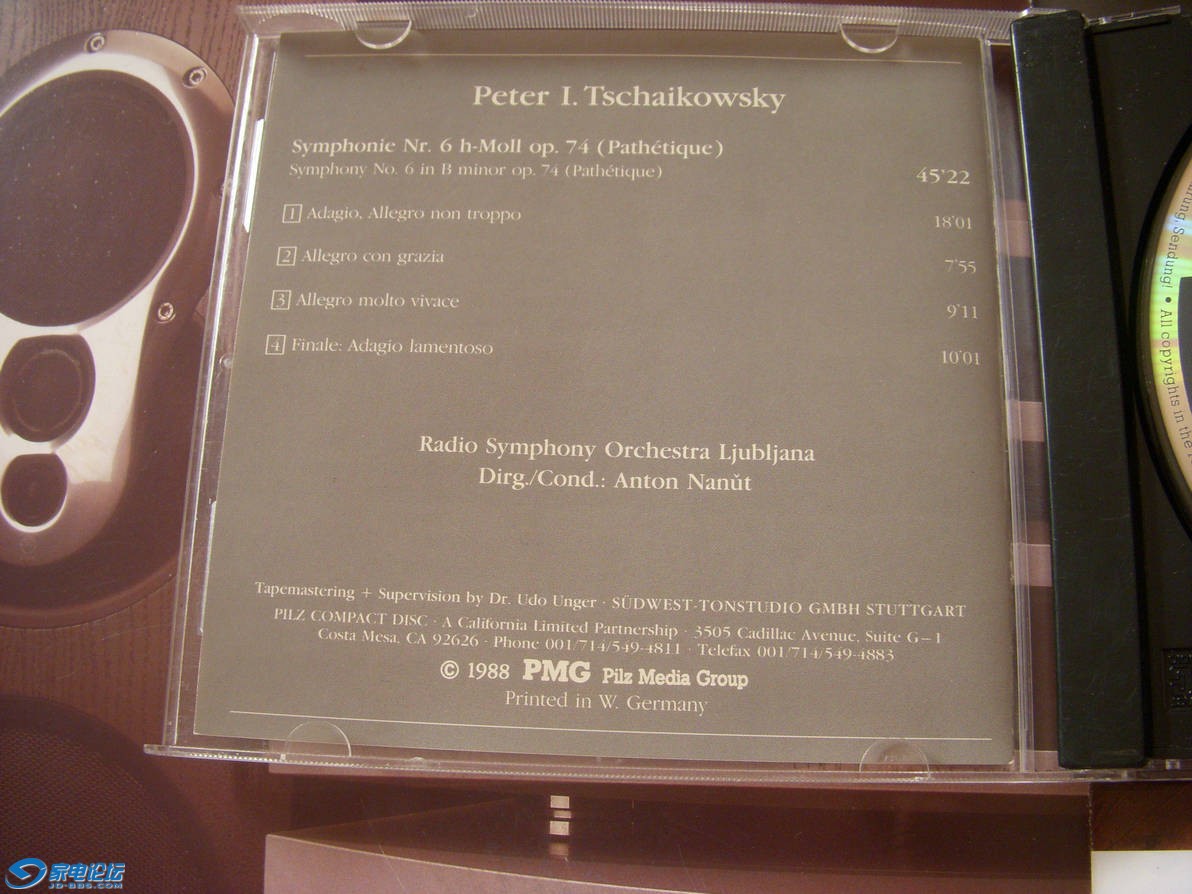 Peter I. Tschaikowsky
Symphonie Nr. 6 h-Moll op. 74 (Pathétique)
Symphony No. 6 in B minor op. 74 (Pathétique) 45'22
1 Adagio, Allegro non troppo 18'01
2 Allegro con grazia 7'55
3 Allegro molto vivace 9'11
4 Finale: Adagio lamentoso 10'01
Radio Symphony Orchestra Ljubljana
Dirg./Cond.: Anton Nanŭt
Tapemastering + Supervision by Dr. Udo Unger · SÜDWEST-TONSTUDIO GMBH STUTTGART
PILZ COMPACT DISC · A California Limited Partnership · 3505 Cadillac Avenue, Suite G–1
Costa Mesa, CA 92626 · Phone 001/714/549-4811 · Telefax 001/714/549-4883
© 1988 PMG Pilz Media Group
Printed in W. Germany
Sendung! • All copyrights in the
家电论坛
JD-BBS.COM